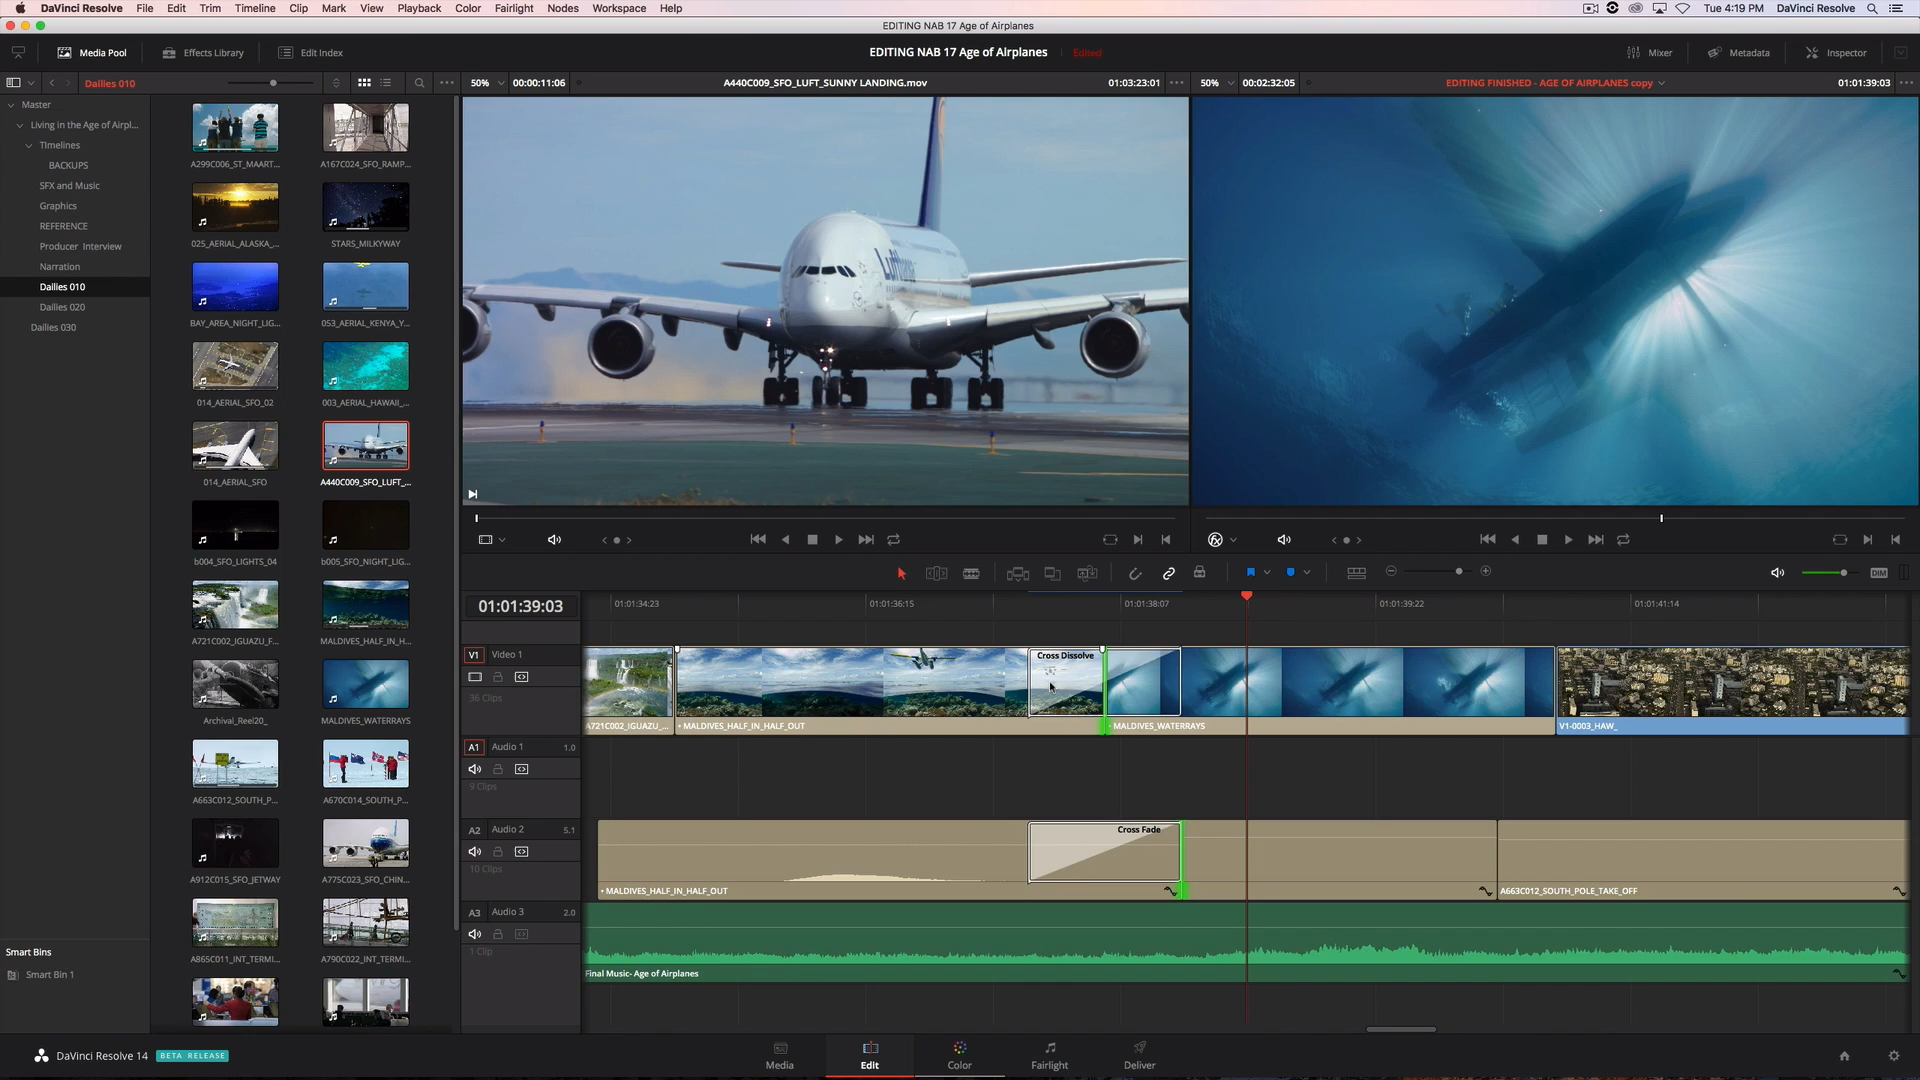 DaVinci Resolve File Edit Trim Timeline Clip Mark View Playback Color Fairlight Nodes Workspace Help
Tue 4:19 PM DaVinci Resolve
EDITING NAB 17 Age of Airplanes
Media Pool Effects Library Edit Index
EDITING NAB 17 Age of Airplanes Edited
Mixer Metadata Inspector
Dailies 010
50% 00:00:11:06 A440C009_SFO_LUFT_SUNNY LANDING.mov 01:03:23:01
50% 00:02:32:05 EDITING FINISHED - AGE OF AIRPLANES copy 01:01:39:03
Master
Living in the Age of Airpl...
TImelines
BACKUPS
SFX and Music
Graphics
REFERENCE
Producer Interview
Narration
Dailies 010
Dailies 020
Dailies 030
Smart Bins
Smart Bin 1
A299C006_ST_MAART... A167C024_SFO_RAMP...
025_AERIAL_ALASKA_... STARS_MILKYWAY
BAY_AREA_NIGHT_LIG... 053_AERIAL_KENYA_Y...
014_AERIAL_SFO_02 003_AERIAL_HAWAII_...
014_AERIAL_SFO A440C009_SFO_LUFT_...
b004_SFO_LIGHTS_04 b005_SFO_NIGHT_LIG...
A721C002_IGUAZU_F... MALDIVES_HALF_IN_H...
Archival_Reel20_ MALDIVES_WATERRAYS
A663C012_SOUTH_P... A670C014_SOUTH_P...
A912C015_SFO_JETWAY A775C023_SFO_CHIN...
A865C011_INT_TERMI... A790C022_INT_TERMI...
Lufthansa
DIM
01:01:39:03
01:01:34:23 01:01:36:15 01:01:38:07 01:01:39:22 01:01:41:14
V1 Video 1
36 Clips
Cross Dissolve
A721C002_IGUAZU_... • MALDIVES_HALF_IN_HALF_OUT MALDIVES_WATERRAYS V1-0003_HAW_
A1 Audio 1 1.0
9 Clips
A2 Audio 2 5.1
10 Clips
Cross Fade
• MALDIVES_HALF_IN_HALF_OUT A663C012_SOUTH_POLE_TAKE_OFF
A3 Audio 3 2.0
1 Clip
Final Music- Age of Airplanes
DaVinci Resolve 14 BETA RELEASE
Media Edit Color Fairlight Deliver